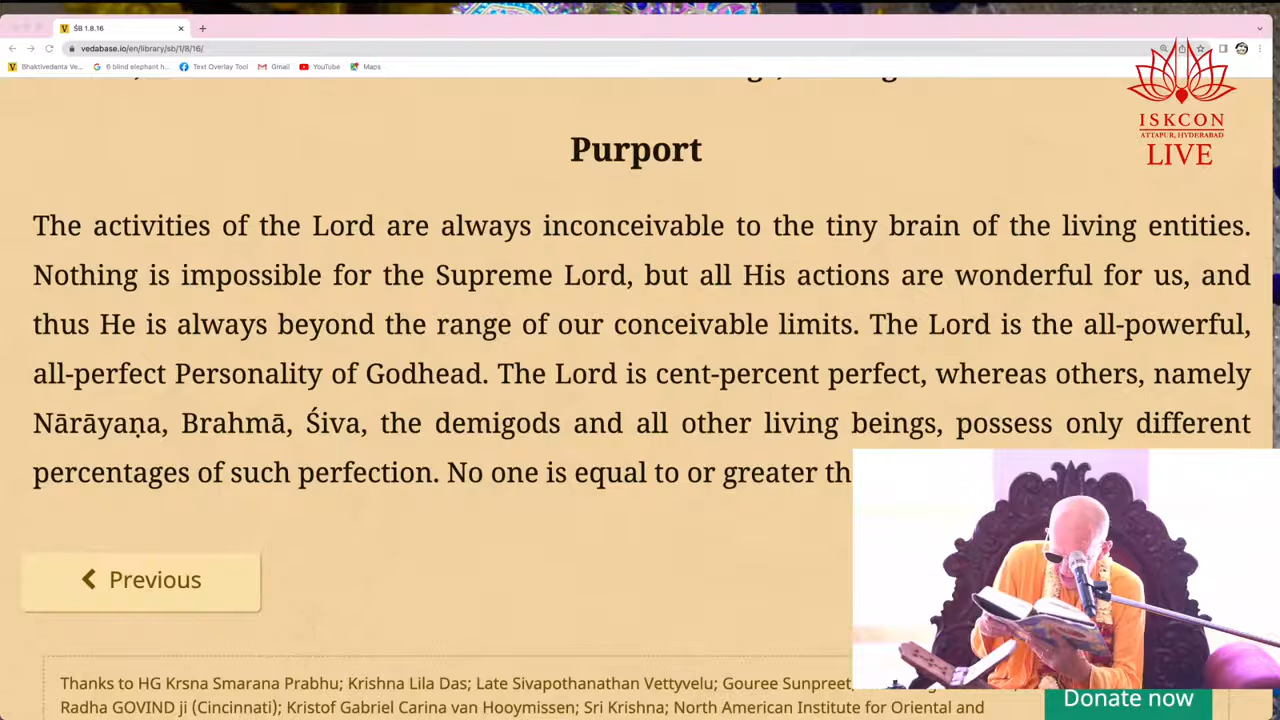 ŚB 1.8.16
vedabase.io/en/library/sb/1/8/16/
Bhaktivedanta Ve... 6 blind elephant h... Text Overlay Tool Gmail YouTube Maps
ISKCON
ATTAPUR, HYDERABAD
LIVE
Purport
The activities of the Lord are always inconceivable to the tiny brain of the living entities.
Nothing is impossible for the Supreme Lord, but all His actions are wonderful for us, and
thus He is always beyond the range of our conceivable limits. The Lord is the all-powerful,
all-perfect Personality of Godhead. The Lord is cent-percent perfect, whereas others, namely
Nārāyaṇa, Brahmā, Śiva, the demigods and all other living beings, possess only different
percentages of such perfection. No one is equal to or greater th
Previous
Thanks to HG Krsna Smarana Prabhu; Krishna Lila Das; Late Sivapothanathan Vettyvelu; Gouree Sunpreet,
Radha GOVIND ji (Cincinnati); Kristof Gabriel Carine van Hooymissen; Sri Krishna; North American Institute for Oriental and
Donate now